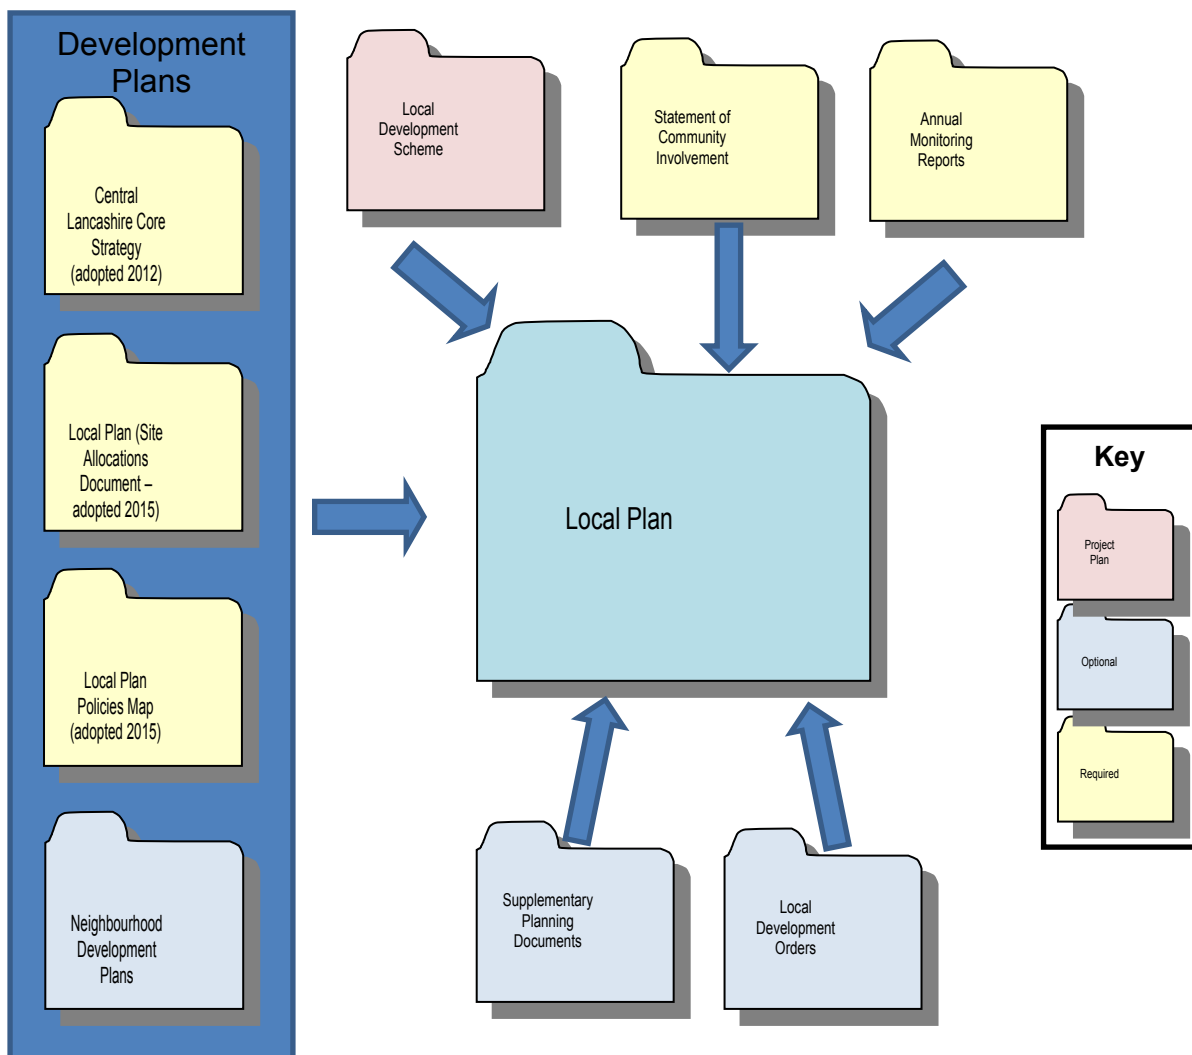 Development
Plans
Central
Lancashire Core
Strategy
(adopted 2012)
Local Plan (Site
Allocations
Document –
adopted 2015)
Local Plan
Policies Map
(adopted 2015)
Neighbourhood
Development
Plans
Local
Development
Scheme
Statement of
Community
Involvement
Annual
Monitoring
Reports
Local Plan
Supplementary
Planning
Documents
Local
Development
Orders
Key
Project
Plan
Optional
Required